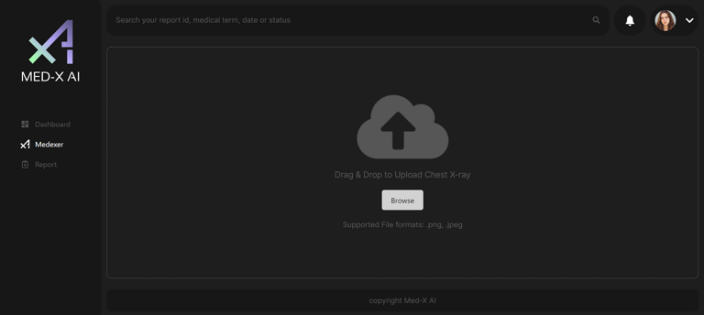 Search your report id, medical term, date or status
MED-X AI
Dashboard
Medexer
Report
Drag & Drop to Upload Chest X-ray
Browse
Supported File formats: .png, .jpeg
copyright Med-X AI